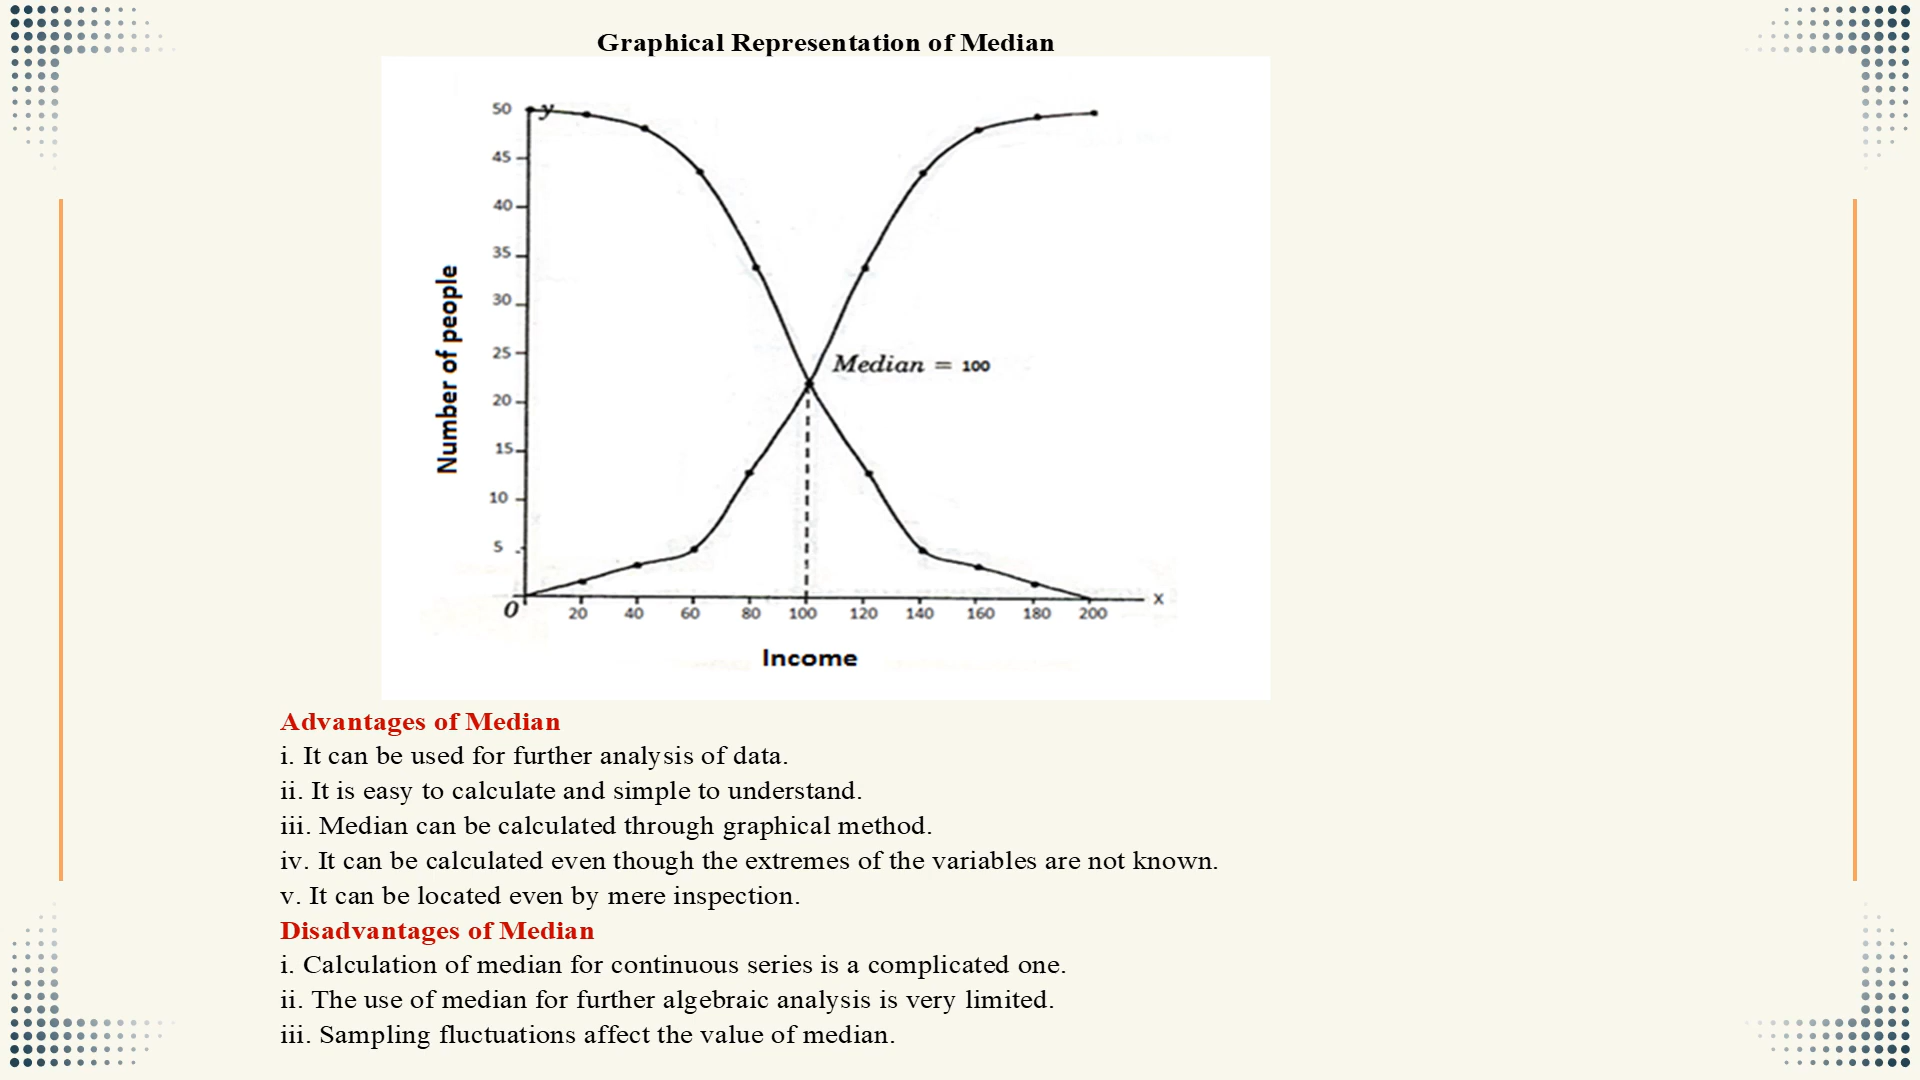 Graphical Representation of Median
50
y
45
40
35
30
25
20
15
10
5
Number of people
Median = 100
O
20 40 60 80 100 120 140 160 180 200
x
Income
Advantages of Median
i. It can be used for further analysis of data.
ii. It is easy to calculate and simple to understand.
iii. Median can be calculated through graphical method.
iv. It can be calculated even though the extremes of the variables are not known.
v. It can be located even by mere inspection.
Disadvantages of Median
i. Calculation of median for continuous series is a complicated one.
ii. The use of median for further algebraic analysis is very limited.
iii. Sampling fluctuations affect the value of median.